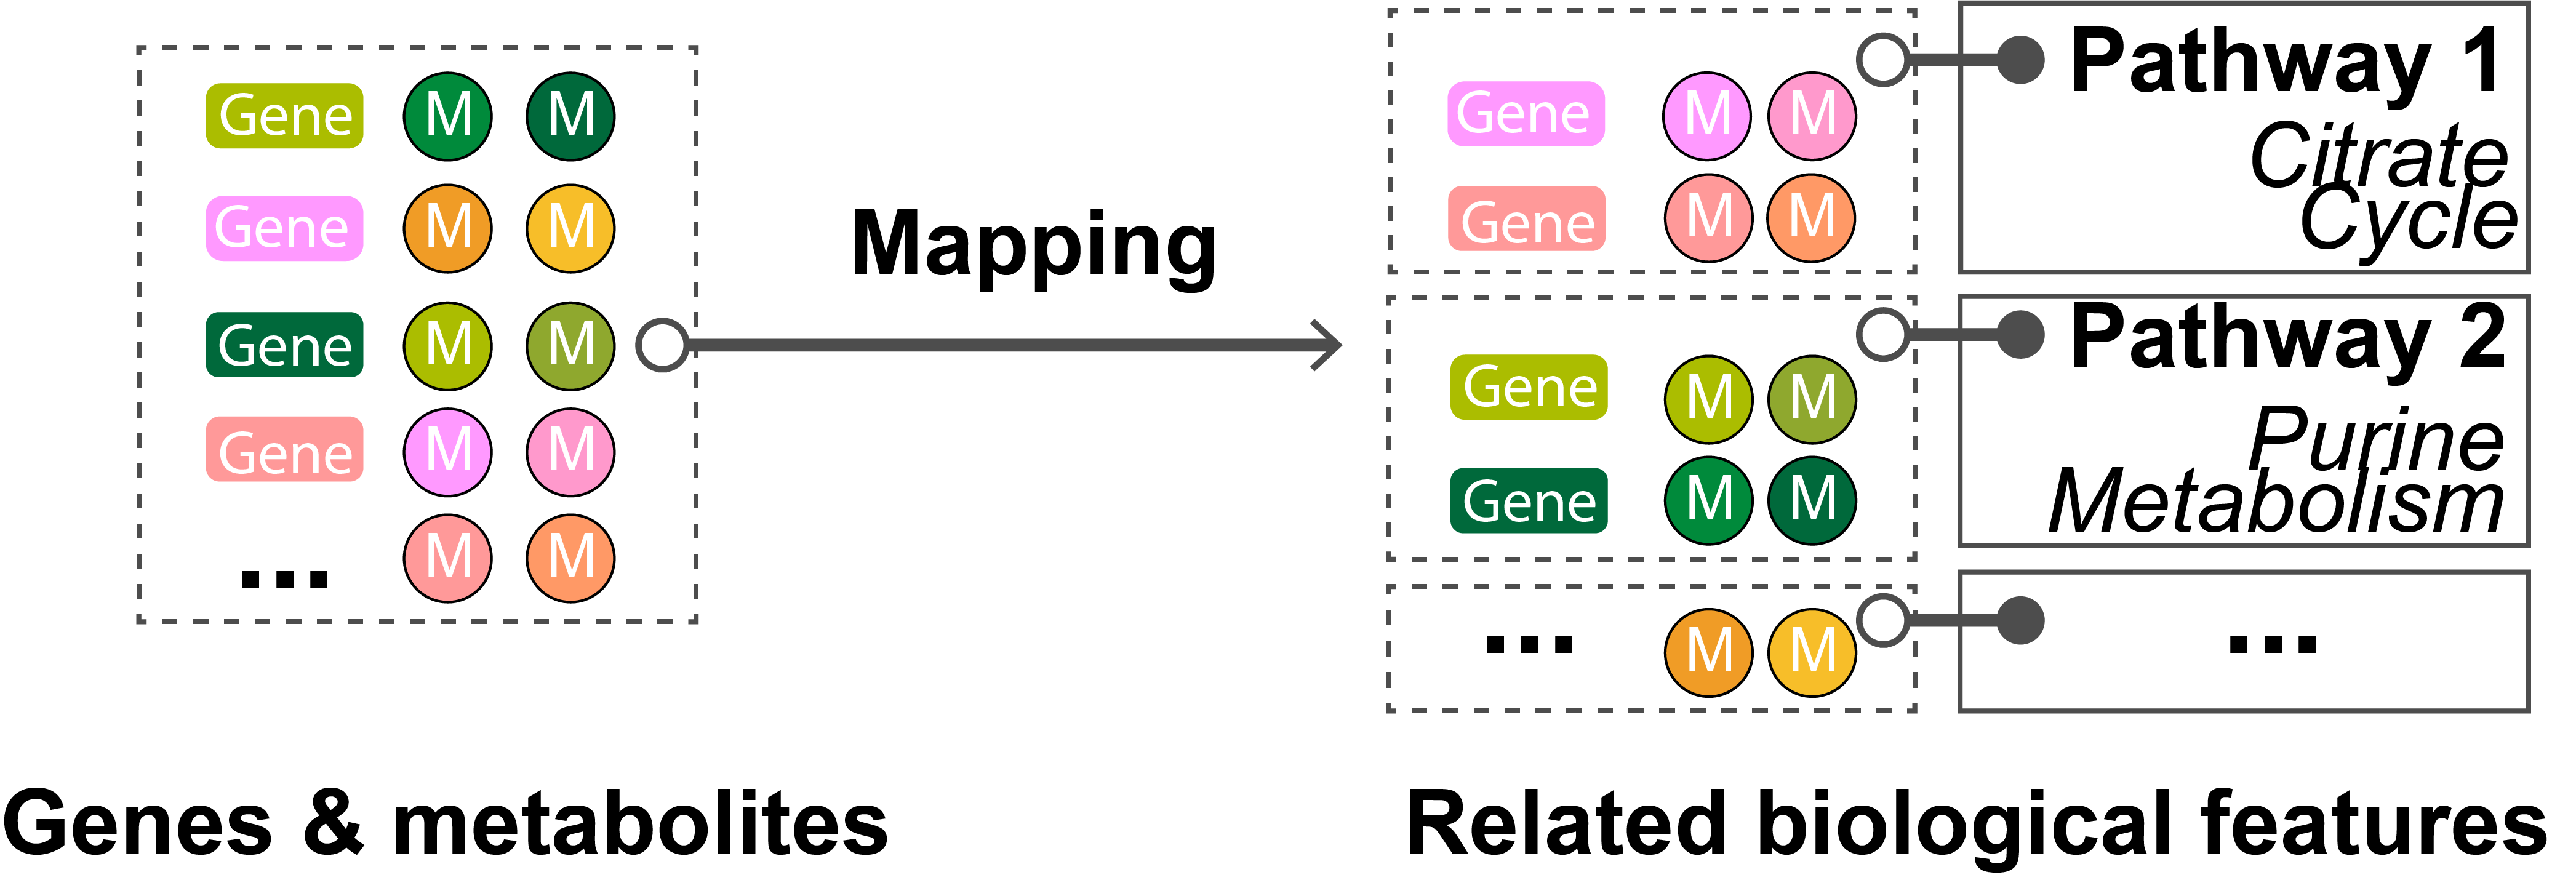 Gene M M
Gene M M
Gene M M
Gene M M
... M M
Mapping
Gene M M
Gene M M
Pathway 1
Citrate
Cycle
Gene M M
Gene M M
Pathway 2
Purine
Metabolism
... M M
...
Genes & metabolites
Related biological features